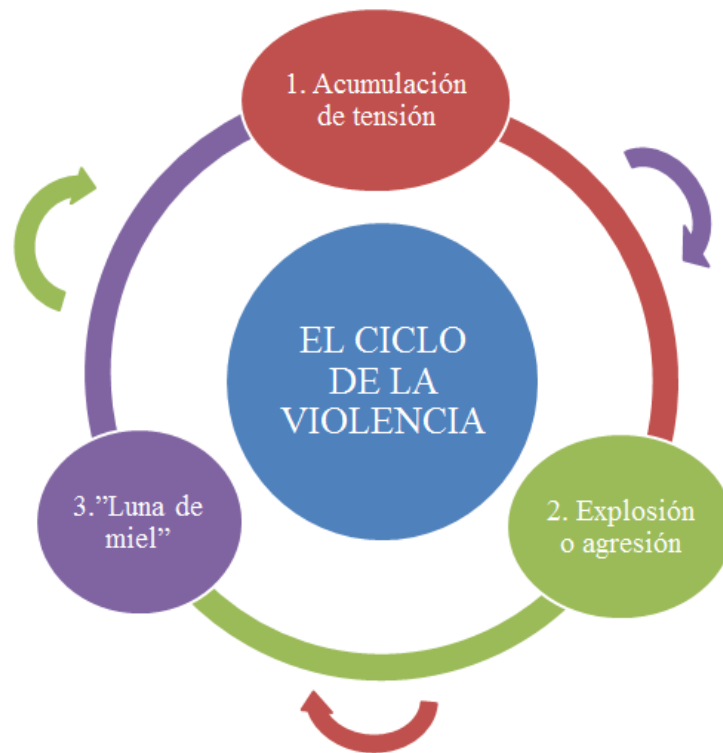 1. Acumulación
de tensión
EL CICLO
DE LA
VIOLENCIA
2. Explosión
o agresión
3.”Luna de
miel”